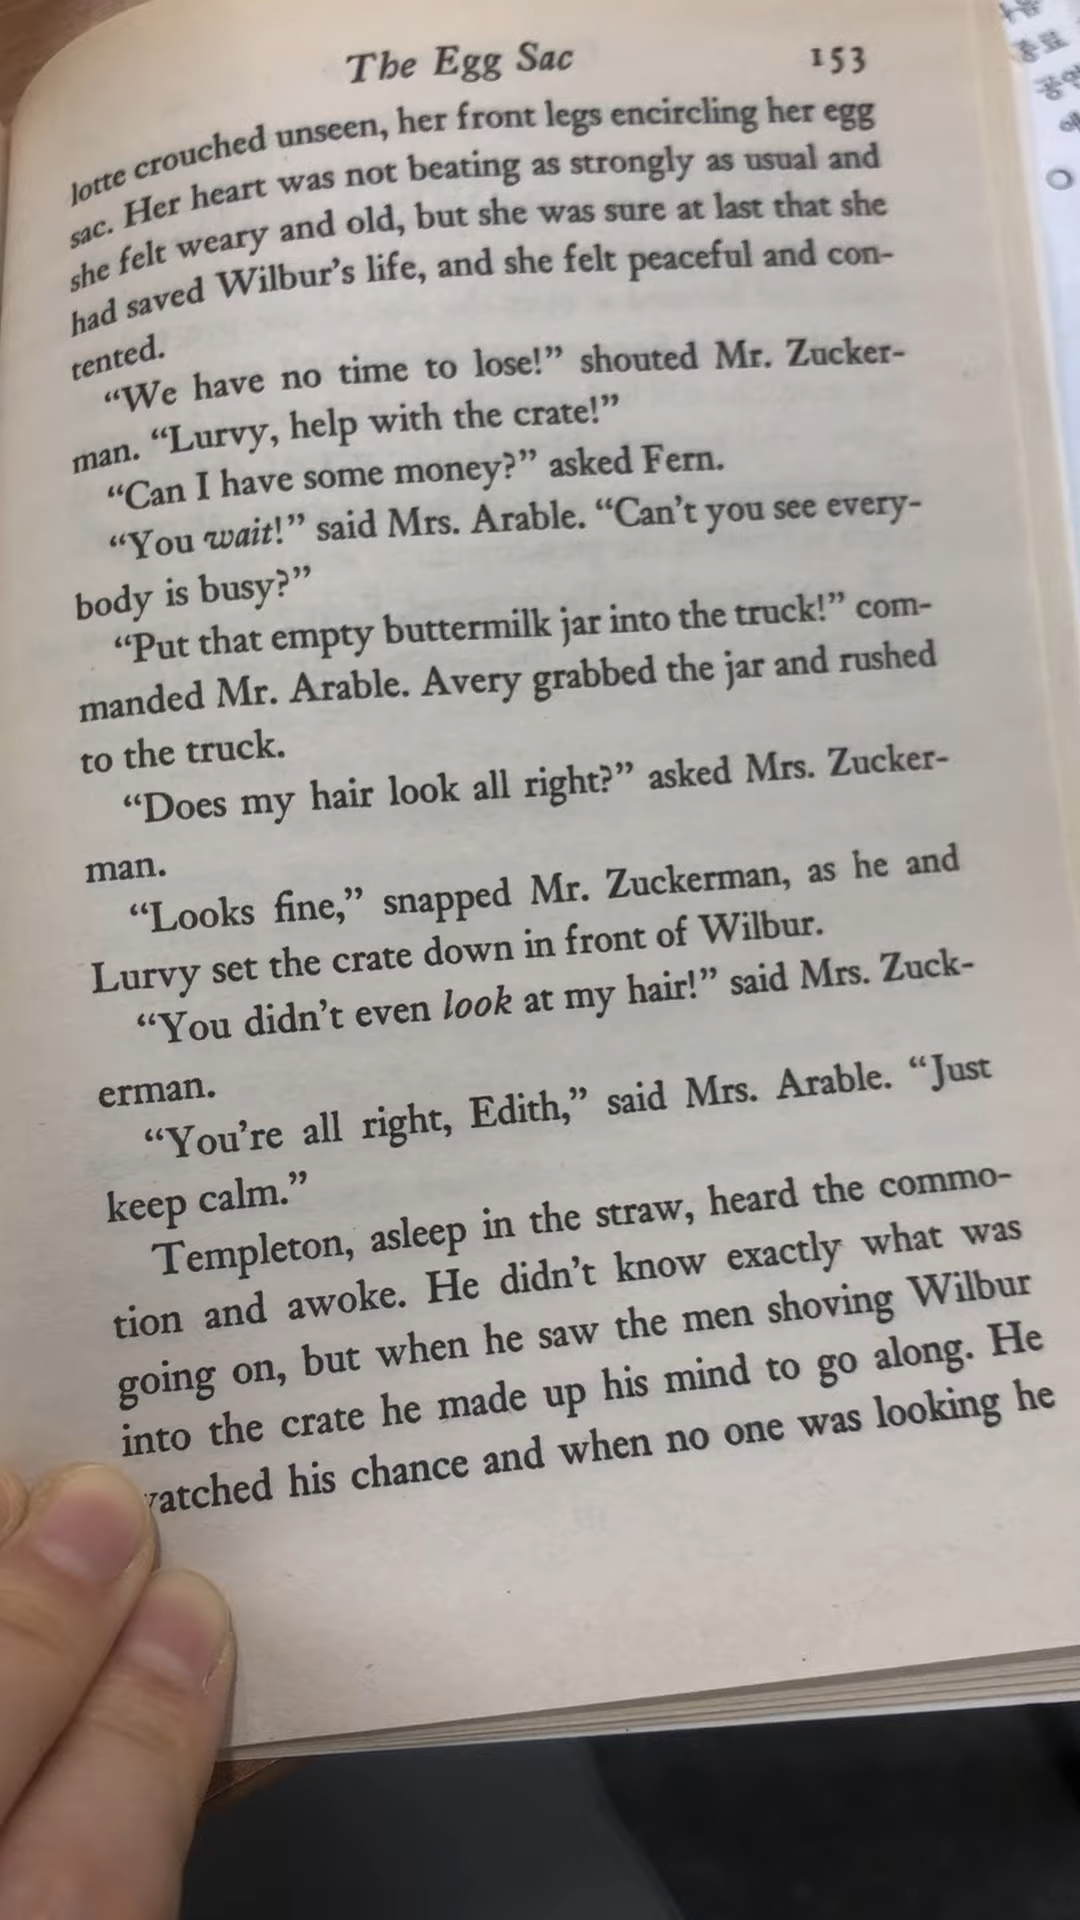 The Egg Sac 153
lotte crouched unseen, her front legs encircling her egg
sac. Her heart was not beating as strongly as usual and
she felt weary and old, but she was sure at last that she
had saved Wilbur's life, and she felt peaceful and con-
tented.
“We have no time to lose!” shouted Mr. Zucker-
man. “Lurvy, help with the crate!”
“Can I have some money?” asked Fern.
“You wait!” said Mrs. Arable. “Can't you see every-
body is busy?”
“Put that empty buttermilk jar into the truck!” com-
manded Mr. Arable. Avery grabbed the jar and rushed
to the truck.
“Does my hair look all right?” asked Mrs. Zucker-
man.
“Looks fine,” snapped Mr. Zuckerman, as he and
Lurvy set the crate down in front of Wilbur.
“You didn't even look at my hair!” said Mrs. Zuck-
erman.
“You're all right, Edith,” said Mrs. Arable. “Just
keep calm.”
Templeton, asleep in the straw, heard the commo-
tion and awoke. He didn't know exactly what was
going on, but when he saw the men shoving Wilbur
into the crate he made up his mind to go along. He
watched his chance and when no one was looking he